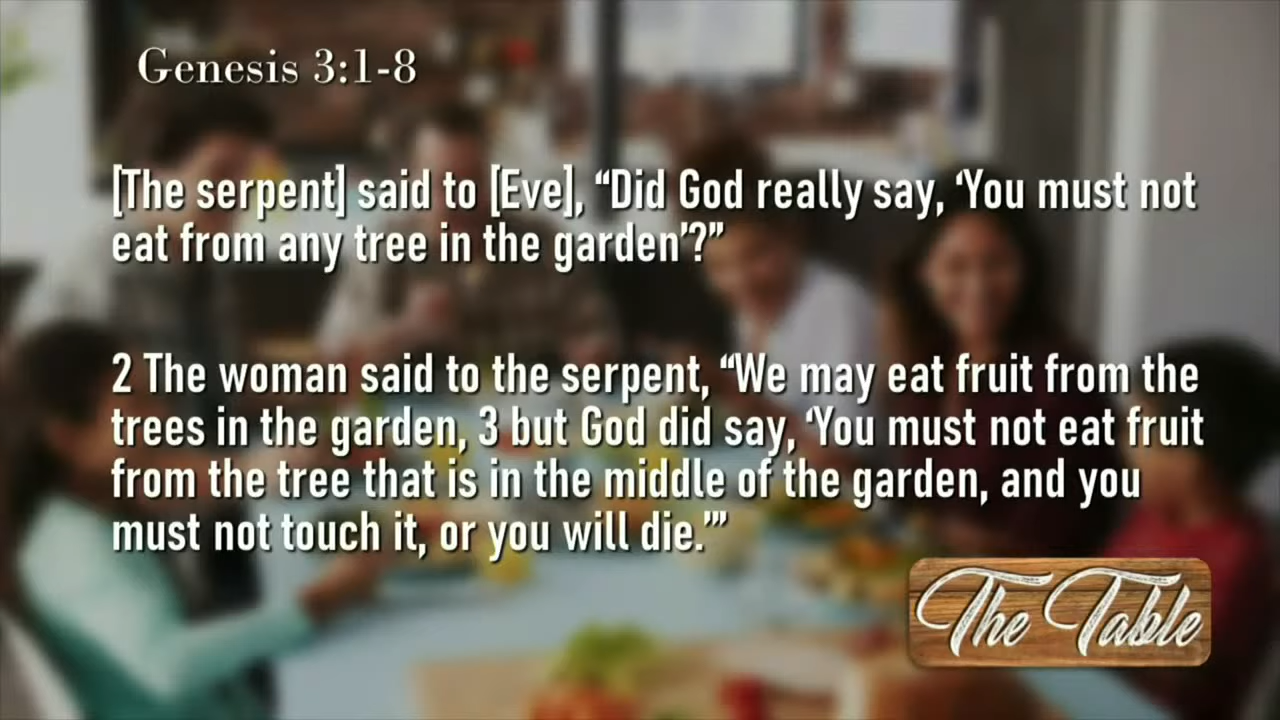 Genesis 3:1-8
[The serpent] said to [Eve], “Did God really say, ‘You must not
eat from any tree in the garden’?”
2 The woman said to the serpent, “We may eat fruit from the
trees in the garden, 3 but God did say, ‘You must not eat fruit
from the tree that is in the middle of the garden, and you
must not touch it, or you will die.’”
The Table